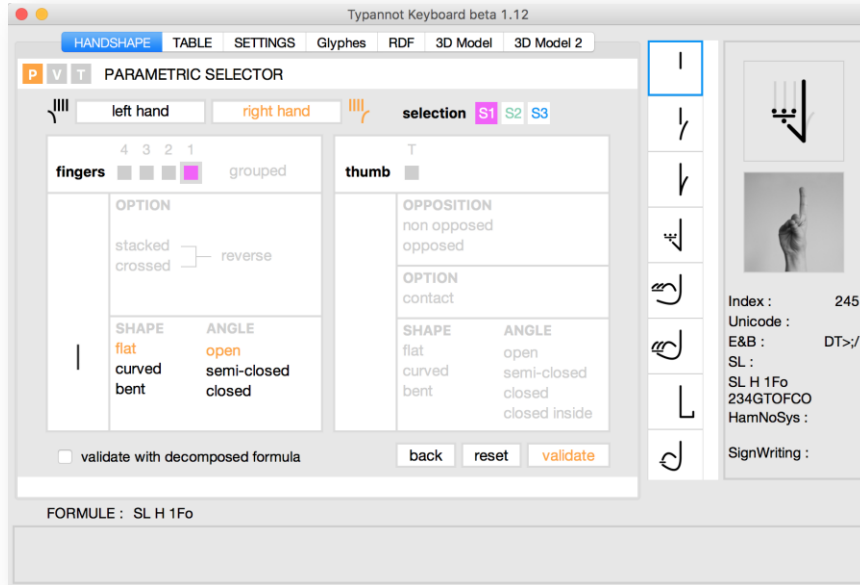 Typannot Keyboard beta 1.12
HANDSHAPE TABLE SETTINGS Glyphes RDF 3D Model 3D Model 2
P V T PARAMETRIC SELECTOR
left hand right hand selection S1 S2 S3
4 3 2 1
fingers grouped
OPTION
stacked
crossed
reverse
SHAPE ANGLE
flat open
curved semi-closed
bent closed
T
thumb
OPPOSITION
non opposed
opposed
OPTION
contact
SHAPE ANGLE
flat open
curved semi-closed
bent closed
closed inside
validate with decomposed formula back reset validate
FORMULE : SL H 1Fo
Index : 245
Unicode :
E&B : DT>;/
SL :
SL H 1Fo
234GTOFCO
HamNoSys :
SignWriting :